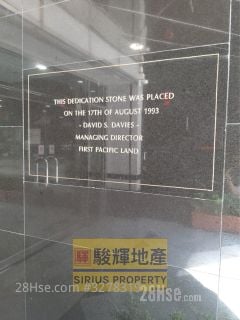 THIS DEDICATION STONE WAS PLACED
ON THE 17TH OF AUGUST 1993
- DAVID S. DAVIES -
MANAGING DIRECTOR
FIRST PACIFIC LAND
駿輝地產
SIRIUS PROPERTY
28Hse.com
28Hse.com